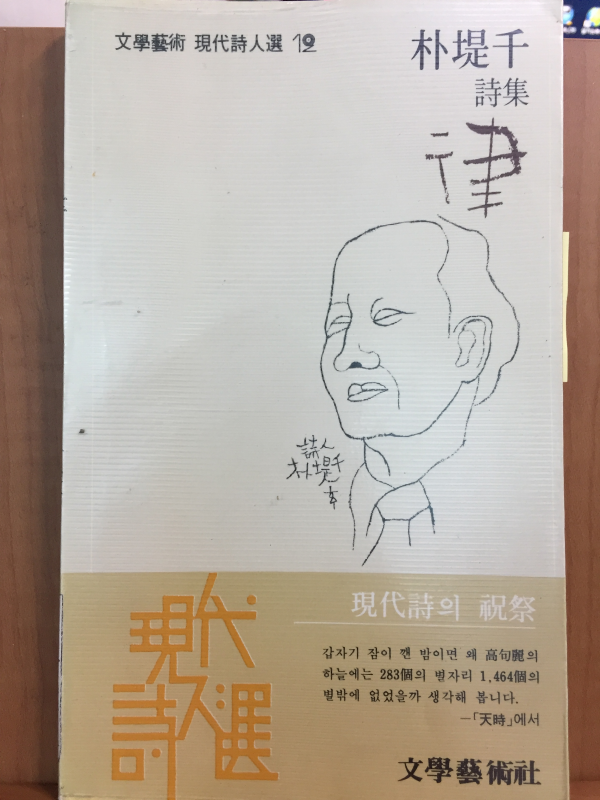 文學藝術 現代詩人選 12
朴堤千
詩集
律
詩人
朴堤千
現代詩의 祝祭
갑자기 잠이 깬 밤이면 왜 高句麗의
하늘에는 283個의 별자리 1,464個의
별밖에 없었을까 생각해 봅니다.
—「天時」에서
現代
詩人選
文學藝術社